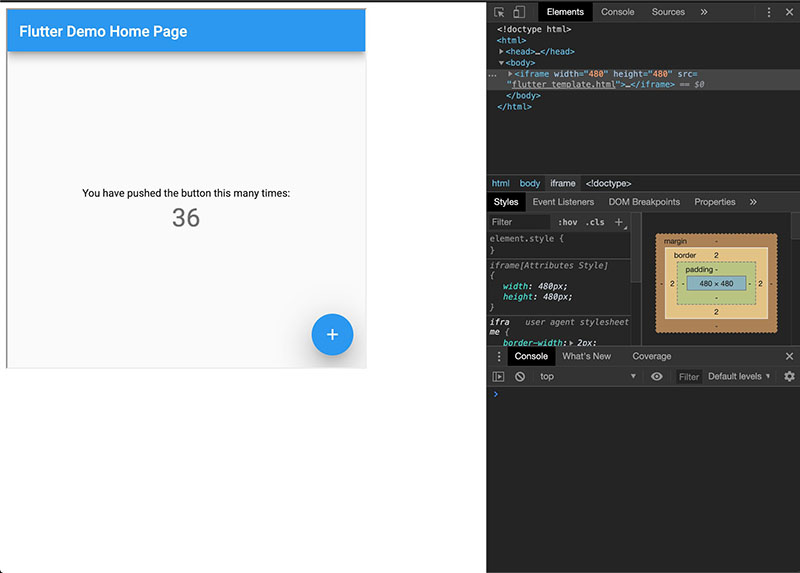 Flutter Demo Home Page
You have pushed the button this many times:
36
+
Elements Console Sources »
<!doctype html>
<html>
▶<head>…</head>
▼<body>
… ▶<iframe width="480" height="480" src=
"flutter_template.html">…</iframe> == $0
</body>
</html>
html body iframe <!doctype>
Styles Event Listeners DOM Breakpoints Properties »
Filter :hov .cls +
element.style {
}
iframe[Attributes Style]
{
width: 480px;
height: 480px;
}
ifra user agent stylesheet
me {
border-width:▶ 2px;
margin -
border 2
padding -
- 2 - 480 × 480 - 2 -
-
2
-
Console What's New Coverage
top ▼ Filter Default levels ▼
>